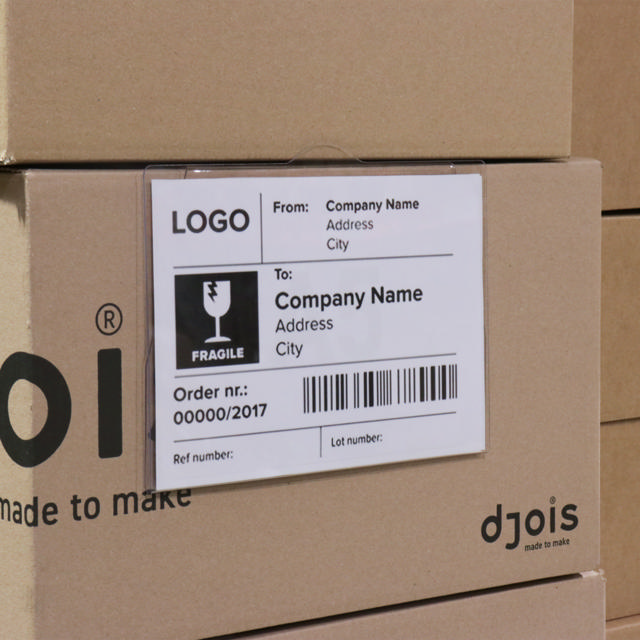 LOGO
From: Company Name
Address
City
To:
Company Name
Address
City
FRAGILE
Order nr.:
00000/2017
Ref number:
Lot number:
ois®
made to make
djois®
made to make